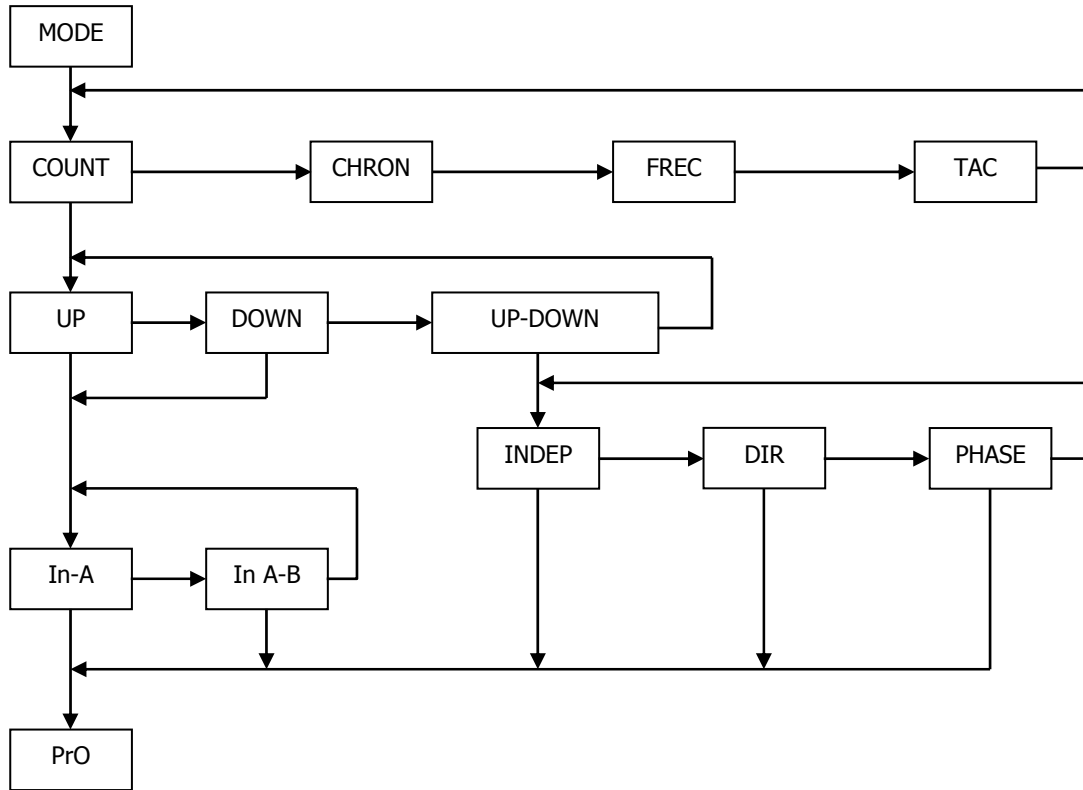 MODE
COUNT
CHRON
FREC
TAC
UP
DOWN
UP-DOWN
INDEP
DIR
PHASE
In-A
In A-B
PrO